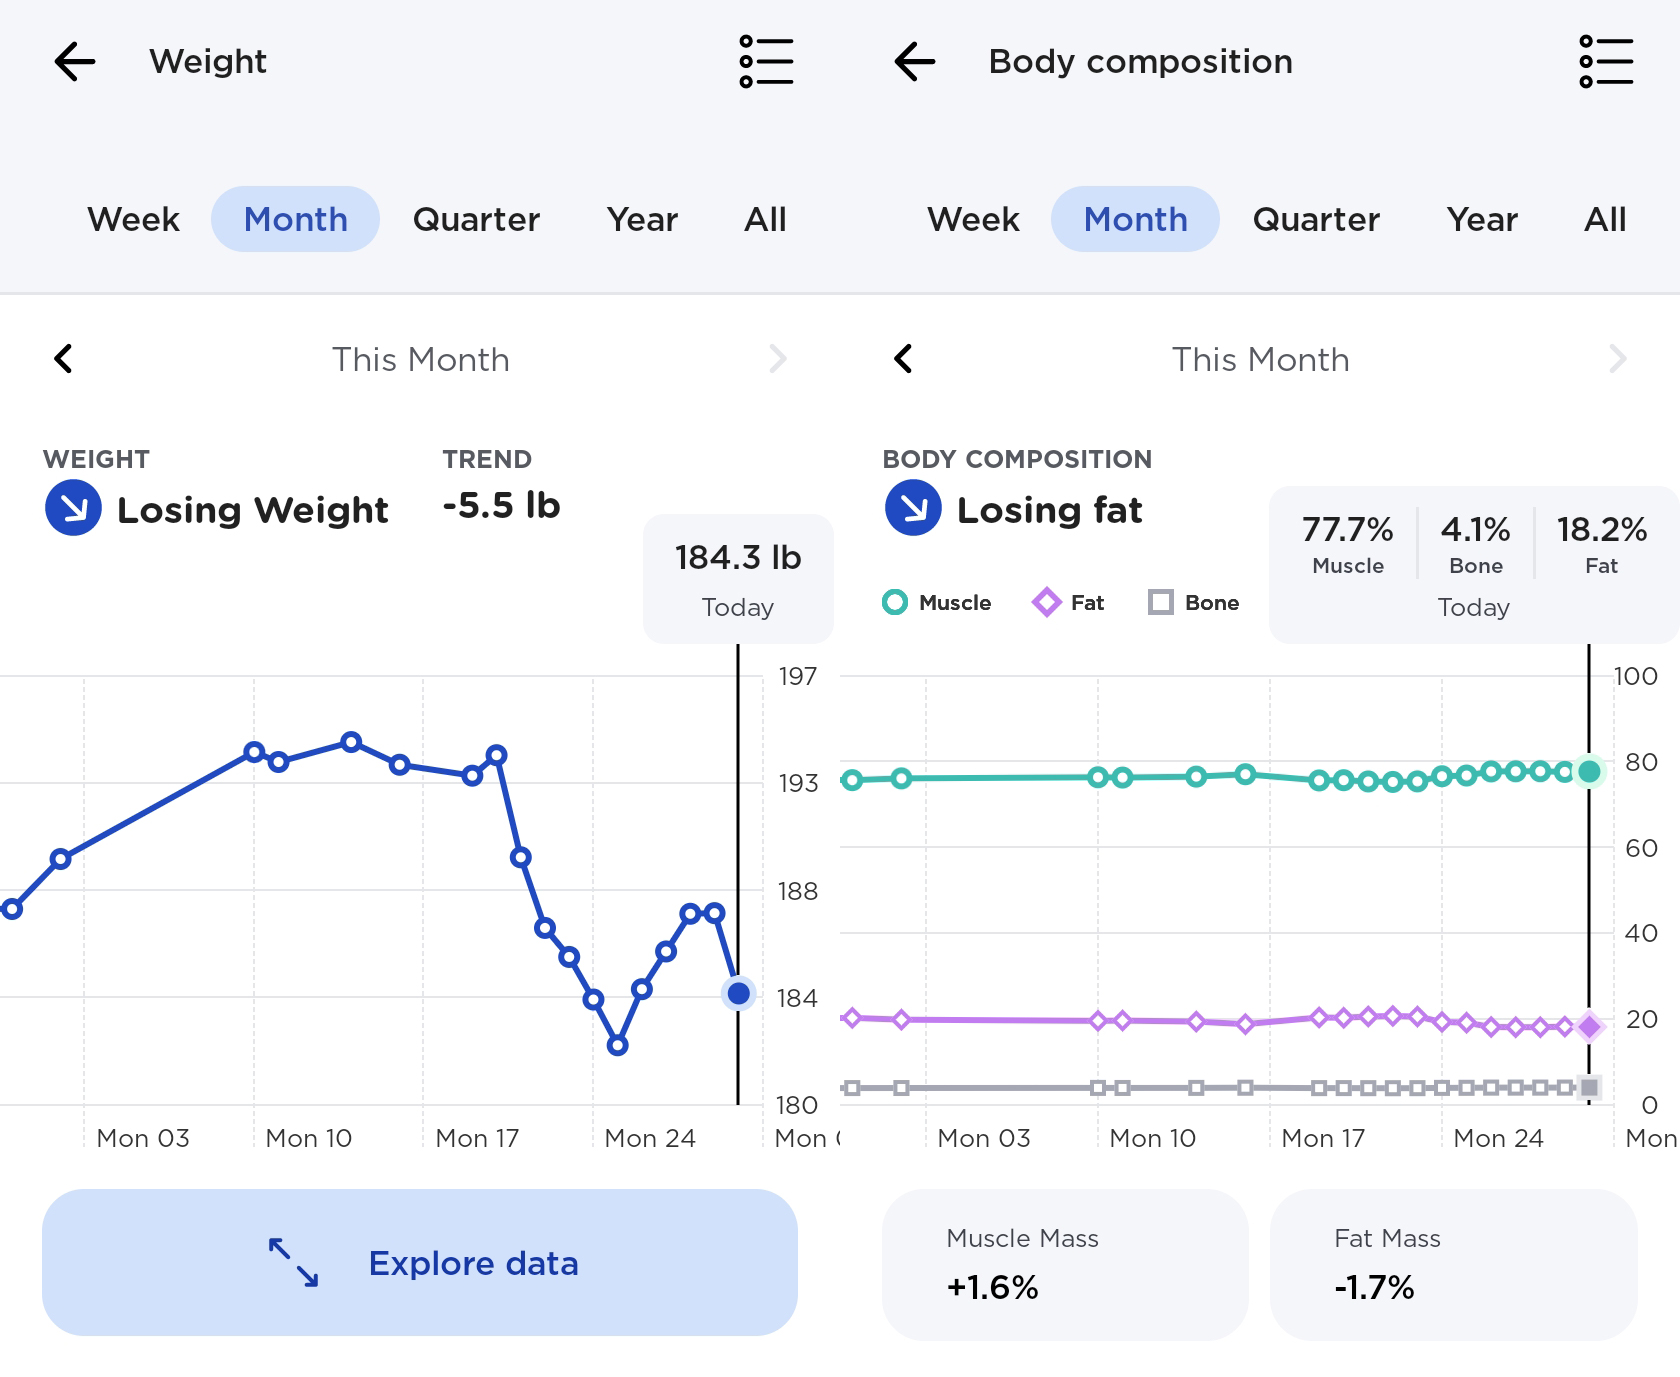 Weight
Week Month Quarter Year All
This Month
WEIGHT TREND
Losing Weight -5.5 lb
184.3 lb
Today
197
193
188
184
180
Mon 03 Mon 10 Mon 17 Mon 24 Mon
Explore data
Body composition
Week Month Quarter Year All
This Month
BODY COMPOSITION
Losing fat
77.7% 4.1% 18.2%
Muscle Bone Fat
Today
Muscle Fat Bone
100
80
60
40
20
0
Mon 03 Mon 10 Mon 17 Mon 24 Mon
Muscle Mass Fat Mass
+1.6% -1.7%